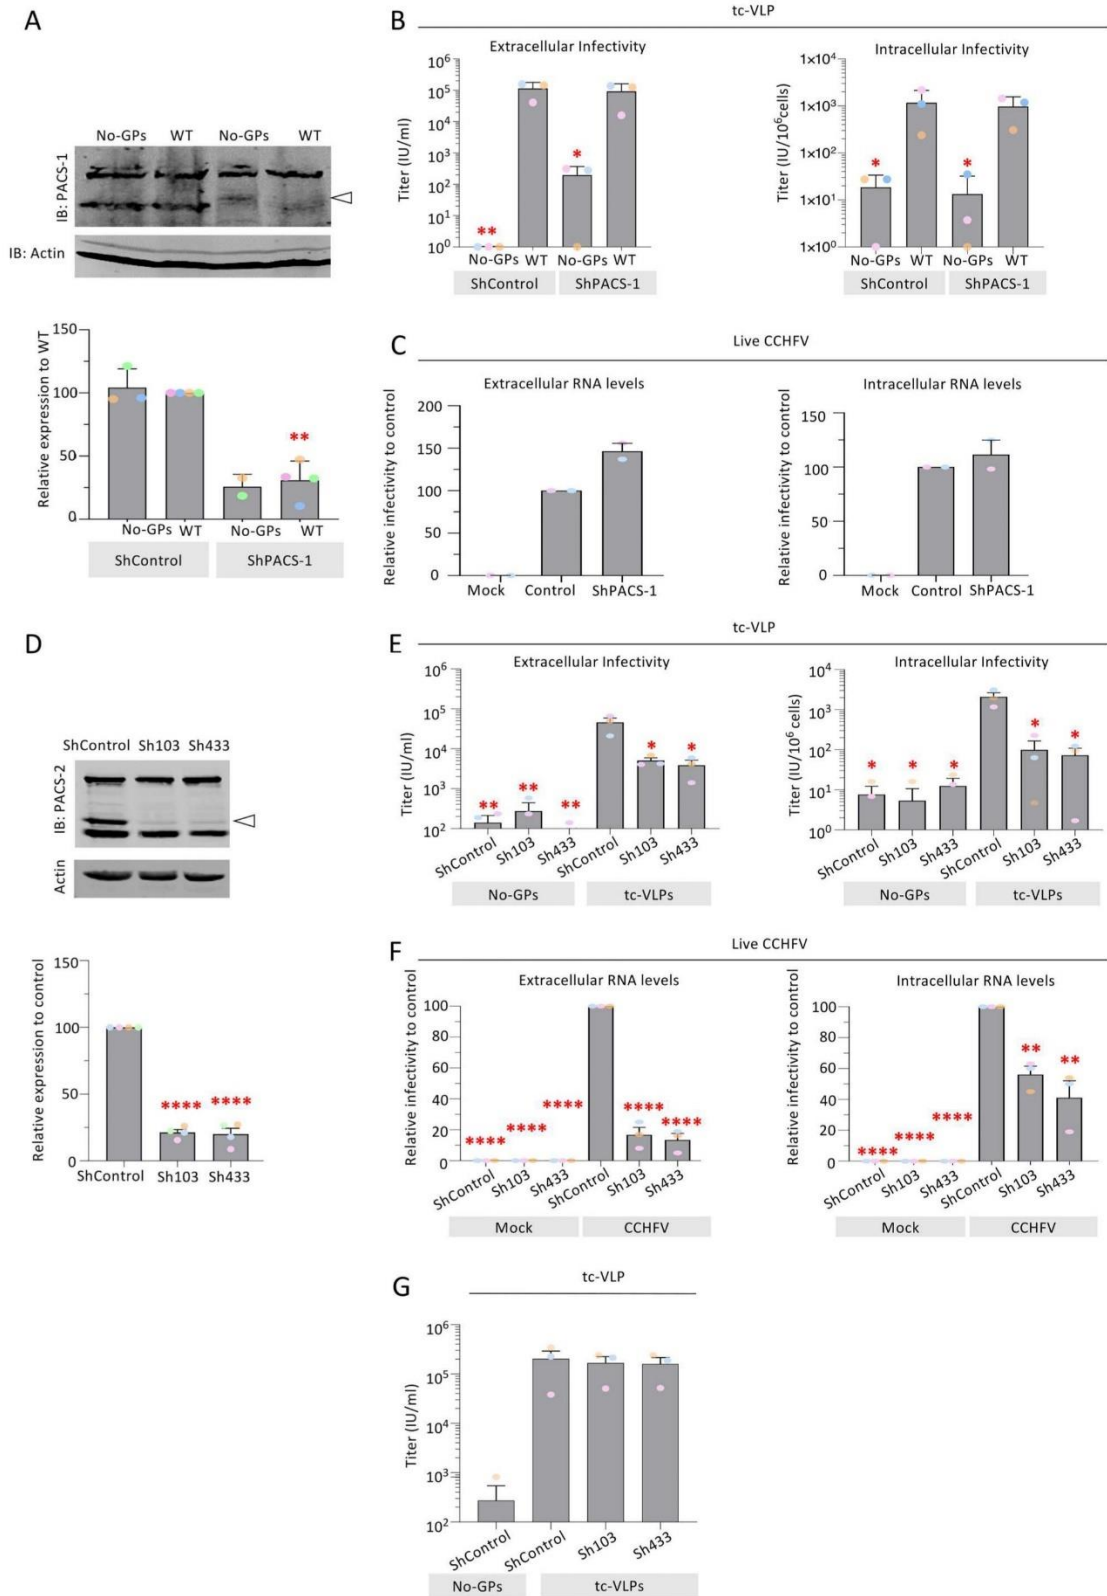 A
No-GPs WT No-GPs WT
IB: PACS-1
IB: Actin
Relative expression to WT
150
100
50
0
No-GPs WT No-GPs WT
ShControl ShPACS-1
**
B
tc-VLP
Extracellular Infectivity
Titer (IU/ml)
10^6
10^5
10^4
10^3
10^2
10^1
10^0
** *
No-GPs WT No-GPs WT
ShControl ShPACS-1
Intracellular Infectivity
Titer (IU/10^6cells)
1×10^4
1×10^3
1×10^2
1×10^1
1×10^0
* *
No-GPs WT No-GPs WT
ShControl ShPACS-1
C
Live CCHFV
Extracellular RNA levels
Relative infectivity to control
200
150
100
50
0
Mock Control ShPACS-1
Intracellular RNA levels
Relative infectivity to control
150
100
50
0
Mock Control ShPACS-1
D
ShControl Sh103 Sh433
IB: PACS-2
Actin
Relative expression to control
150
100
50
0
**** ****
ShControl Sh103 Sh433
E
tc-VLP
Extracellular Infectivity
Titer (IU/ml)
10^6
10^5
10^4
10^3
10^2
** ** ** * *
ShControl Sh103 Sh433 ShControl Sh103 Sh433
No-GPs tc-VLPs
Intracellular Infectivity
Titer (IU/10^6 cells)
10^4
10^3
10^2
10^1
10^0
* * * * *
ShControl Sh103 Sh433 ShControl Sh103 Sh433
No-GPs tc-VLPs
F
Live CCHFV
Extracellular RNA levels
Relative infectivity to control
100
80
60
40
20
0
**** **** **** **** ****
ShControl Sh103 Sh433 ShControl Sh103 Sh433
Mock CCHFV
Intracellular RNA levels
Relative infectivity to control
100
80
60
40
20
0
**** **** **** ** **
ShControl Sh103 Sh433 ShControl Sh103 Sh433
Mock CCHFV
G
tc-VLP
Titer (IU/ml)
10^6
10^5
10^4
10^3
10^2
ShControl ShControl Sh103 Sh433
No-GPs tc-VLPs